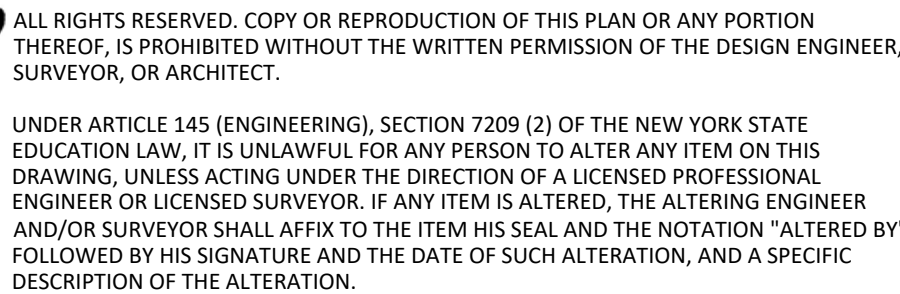 ALL RIGHTS RESERVED. COPY OR REPRODUCTION OF THIS PLAN OR ANY PORTION
THEREOF, IS PROHIBITED WITHOUT THE WRITTEN PERMISSION OF THE DESIGN ENGINEER,
SURVEYOR, OR ARCHITECT.
UNDER ARTICLE 145 (ENGINEERING), SECTION 7209 (2) OF THE NEW YORK STATE
EDUCATION LAW, IT IS UNLAWFUL FOR ANY PERSON TO ALTER ANY ITEM ON THIS
DRAWING, UNLESS ACTING UNDER THE DIRECTION OF A LICENSED PROFESSIONAL
ENGINEER OR LICENSED SURVEYOR. IF ANY ITEM IS ALTERED, THE ALTERING ENGINEER
AND/OR SURVEYOR SHALL AFFIX TO THE ITEM HIS SEAL AND THE NOTATION "ALTERED BY"
FOLLOWED BY HIS SIGNATURE AND THE DATE OF SUCH ALTERATION, AND A SPECIFIC
DESCRIPTION OF THE ALTERATION.